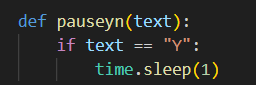 def pauseyn(text):
    if text == "Y":
        time.sleep(1)